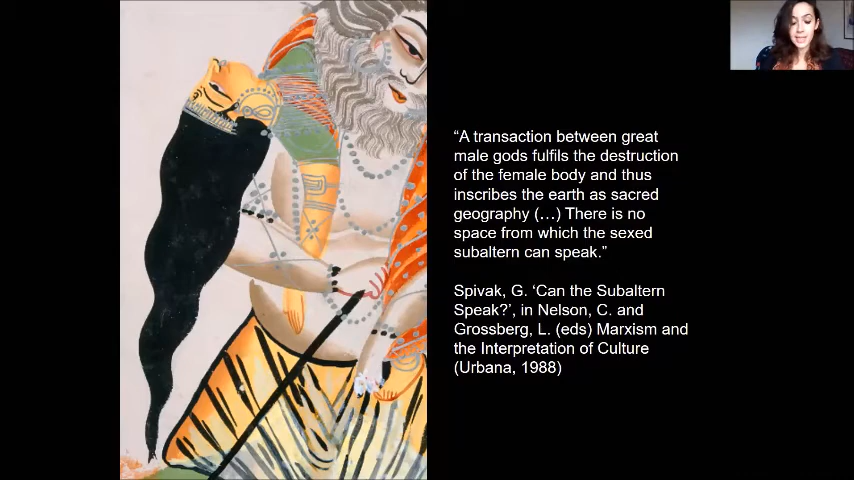 “A transaction between great
male gods fulfils the destruction
of the female body and thus
inscribes the earth as sacred
geography (…) There is no
space from which the sexed
subaltern can speak.”
Spivak, G. ‘Can the Subaltern
Speak?’, in Nelson, C. and
Grossberg, L. (eds) Marxism and
the Interpretation of Culture
(Urbana, 1988)